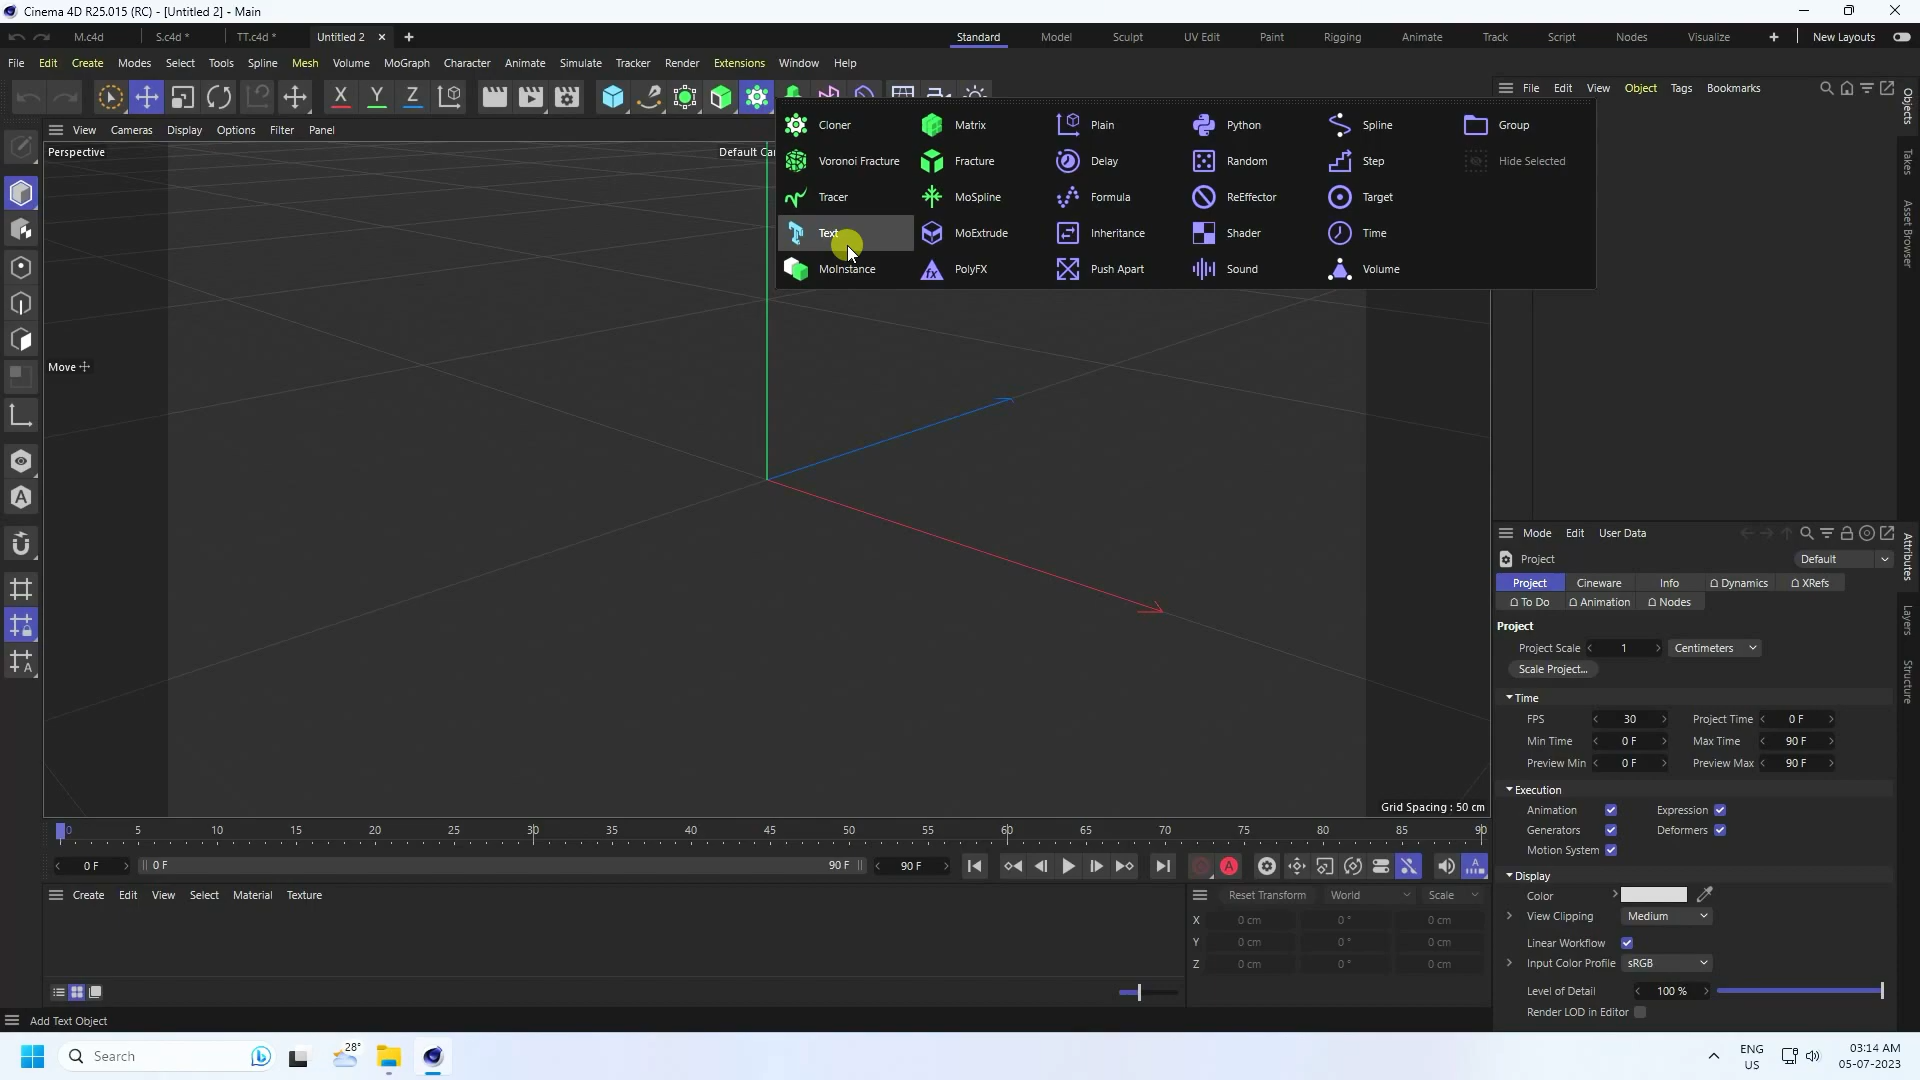 Cinema 4D R25.015 (RC) - [Untitled 2] - Main
M.c4d S.c4d * TT.c4d * Untitled 2 Standard Model Sculpt UV Edit Paint Rigging Animate Track Script Nodes Visualize New Layouts
File Edit Create Modes Select Tools Spline Mesh Volume MoGraph Character Animate Simulate Tracker Render Extensions Window Help
X Y Z
File Edit View Object Tags Bookmarks
View Cameras Display Options Filter Panel
Perspective Default Ca
Cloner Matrix Plain Python Spline Group
Voronoi Fracture Fracture Delay Random Step Hide Selected
Tracer MoSpline Formula ReEffector Target
Text MoExtrude Inheritance Shader Time
MoInstance PolyFX Push Apart Sound Volume
Objects
Takes
Asset Browser
Move
Grid Spacing : 50 cm
Mode Edit User Data
Project Default
Project Cineware Info Dynamics XRefs
To Do Animation Nodes
Attributes
Layers
Structure
Project
Project Scale 1 Centimeters
Scale Project...
Time
FPS 30 Project Time 0 F
Min Time 0 F Max Time 90 F
Preview Min 0 F Preview Max 90 F
Execution
Animation Expression
Generators Deformers
Motion System
Display
Color
View Clipping Medium
Linear Workflow
Input Color Profile sRGB
Level of Detail 100 %
Render LOD in Editor
0 5 10 15 20 25 30 35 40 45 50 55 60 65 70 75 80 85 90
0 F 0 F 90 F 90 F
Create Edit View Select Material Texture
Reset Transform World Scale
X 0 cm 0 ° 0 cm
Y 0 cm 0 ° 0 cm
Z 0 cm 0 ° 0 cm
Add Text Object
Search 28° ENG
US
03:14 AM
05-07-2023